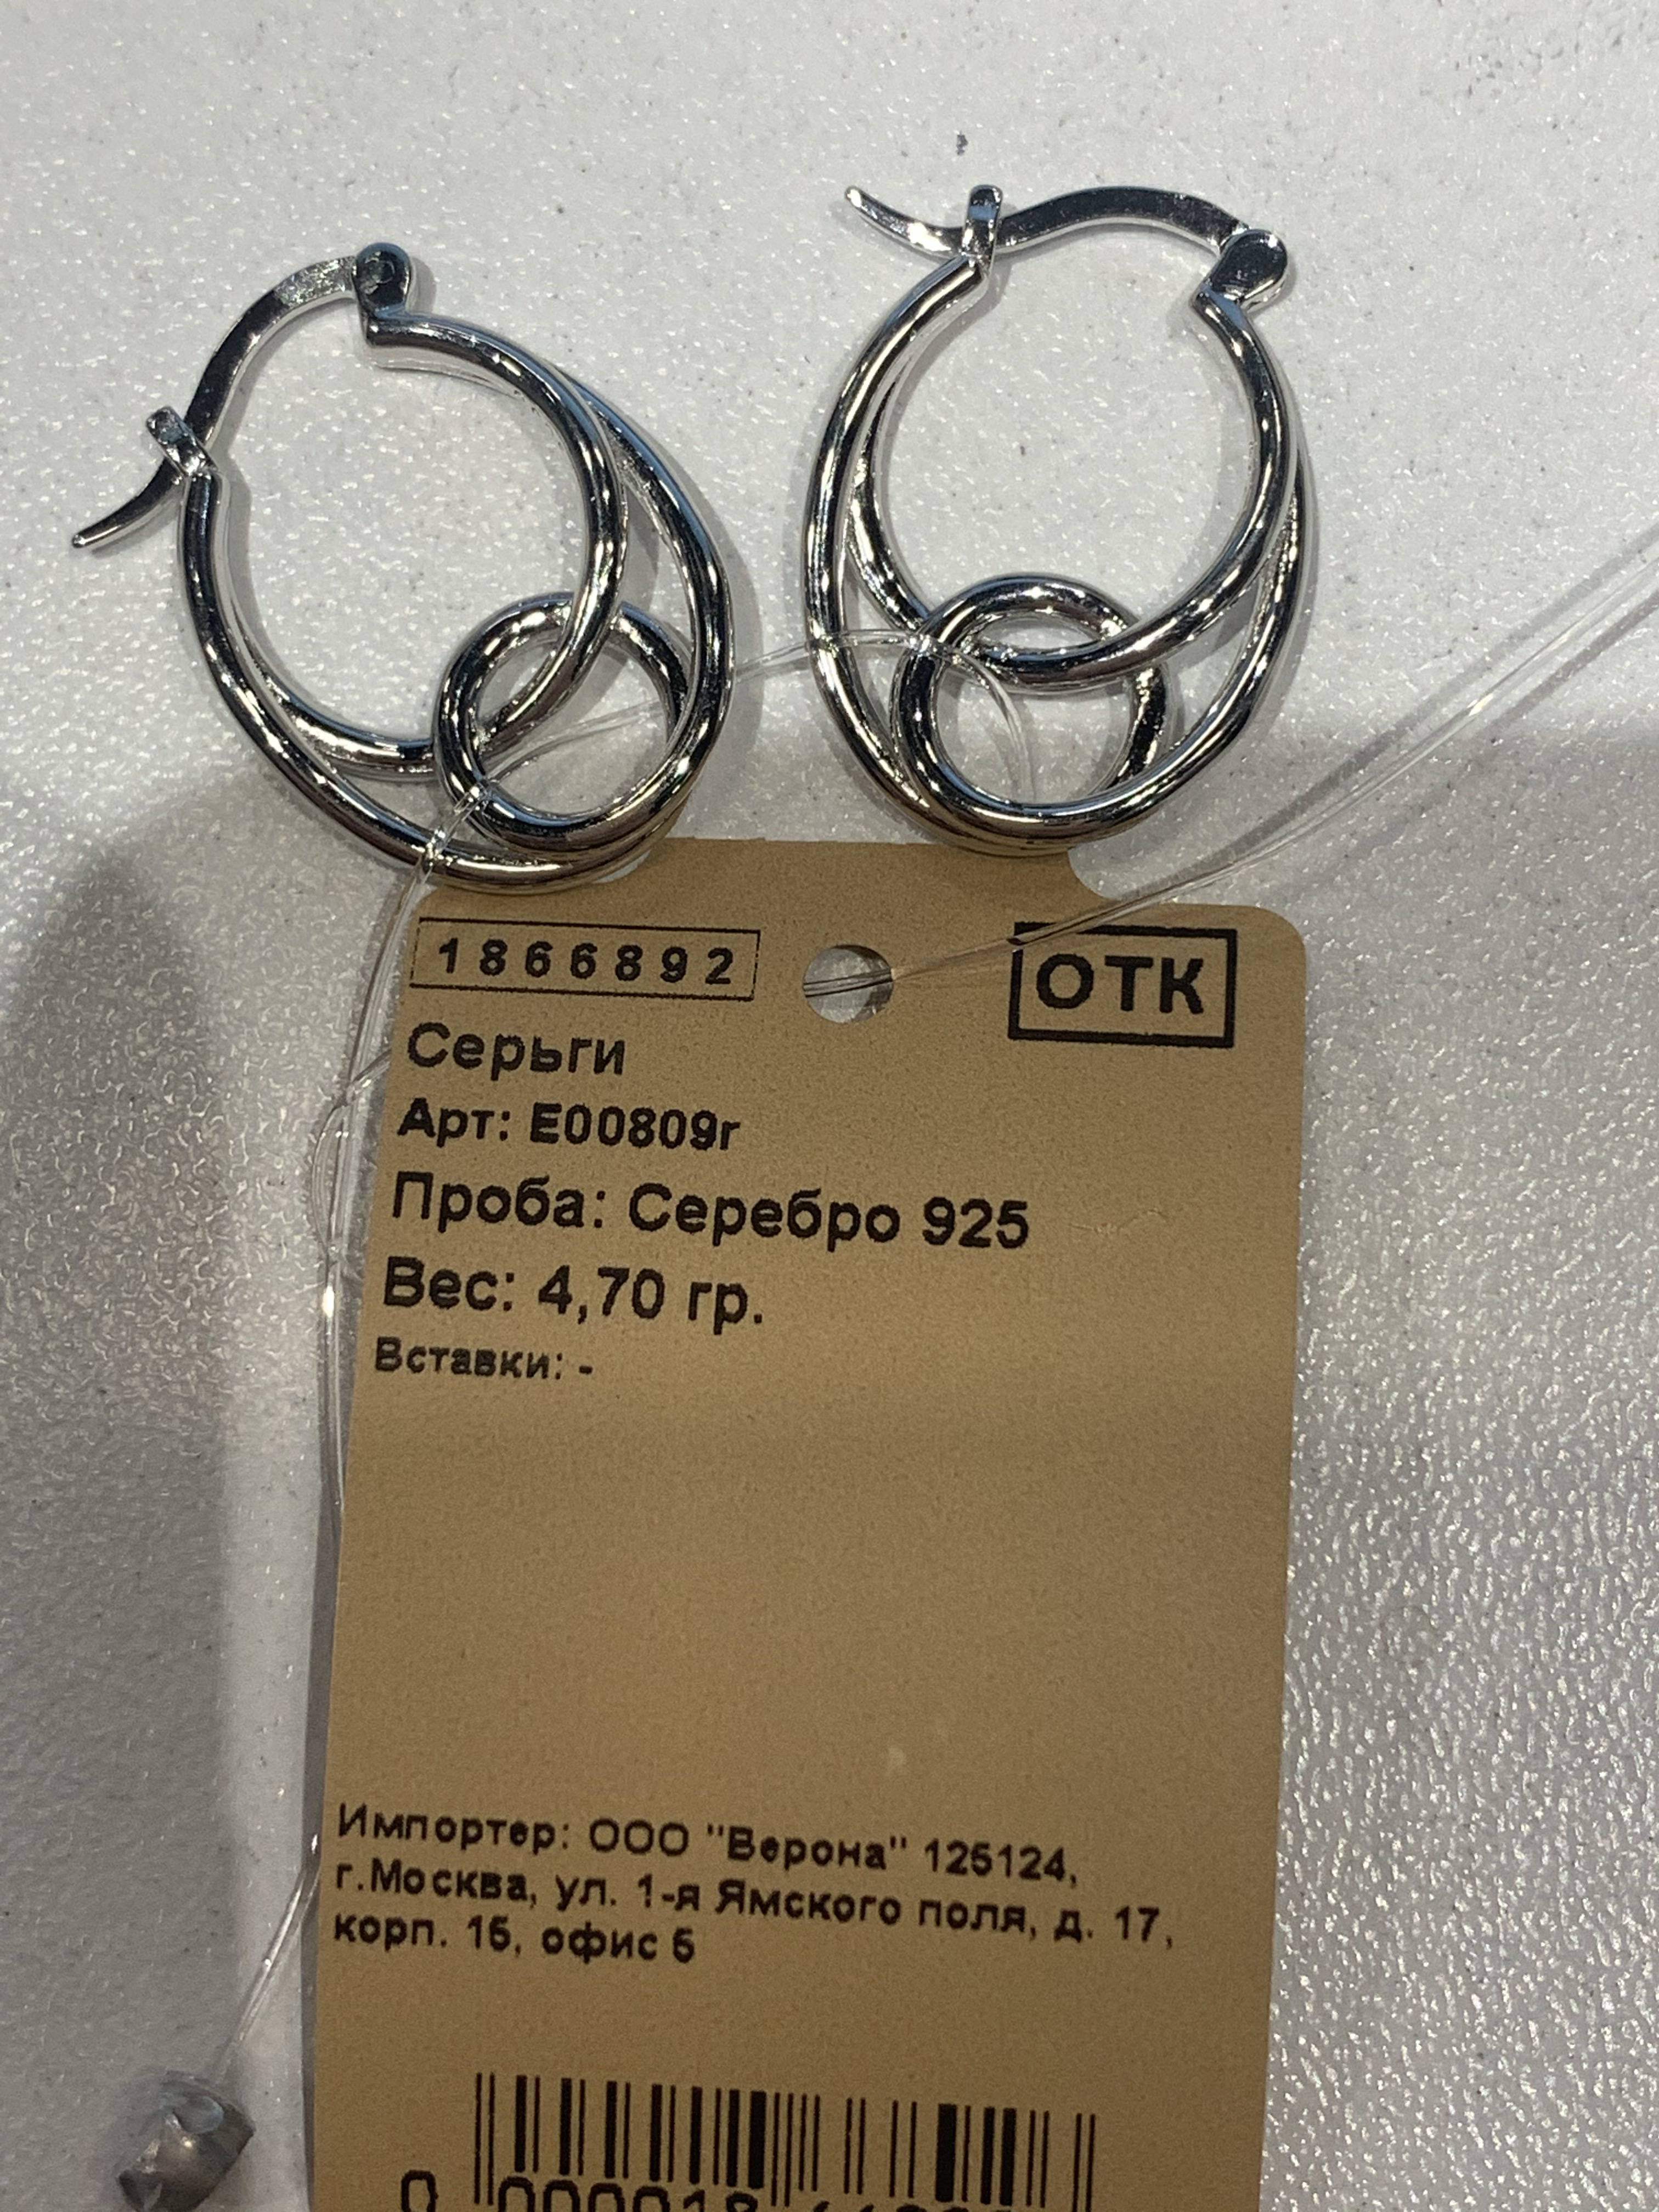 1866892
ОТК
Серьги
Арт: E00809r
Проба: Серебро 925
Вес: 4,70 гр.
Вставки: -
Импортер: ООО "Верона" 125124,
г.Москва, ул. 1-я Ямского поля, д. 17,
корп. 15, офис 5